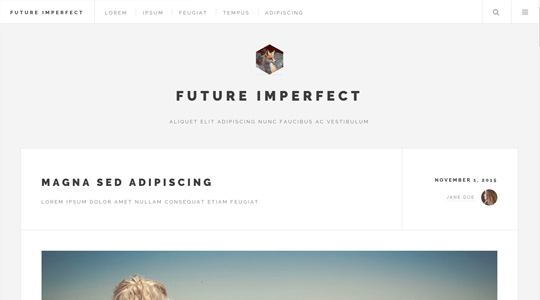 FUTURE IMPERFECT
LOREM IPSUM FEUGIAT TEMPUS ADIPISCING
FUTURE IMPERFECT
ALIQUET ELIT ADIPISCING NUNC FAUCIBUS AC VESTIBULUM
MAGNA SED ADIPISCING
LOREM IPSUM DOLOR AMET NULLAM CONSEQUAT ETIAM FEUGIAT
NOVEMBER 1, 2015
JANE DOE